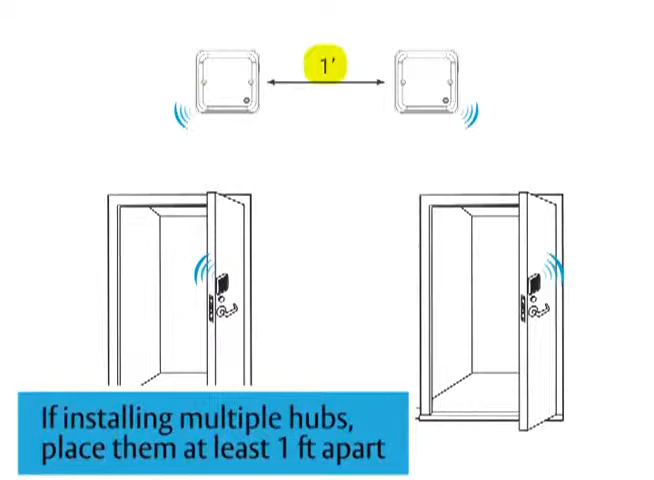 1'
If installing multiple hubs,
place them at least 1 ft apart